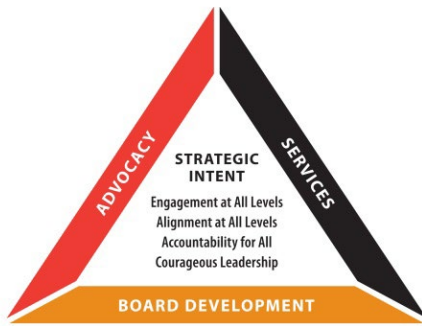 ADVOCACY
SERVICES
STRATEGIC
INTENT
Engagement at All Levels
Alignment at All Levels
Accountability for All
Courageous Leadership
BOARD DEVELOPMENT